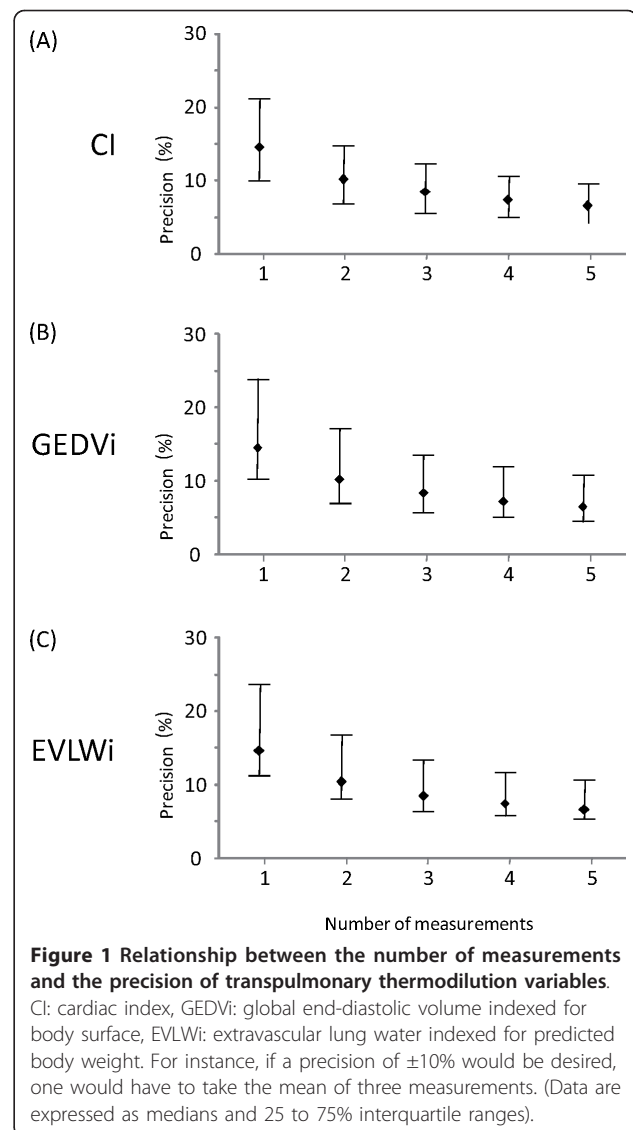 (A)
30
20
10
0
CI
Precision (%)
1 2 3 4 5
(B)
30
20
10
0
GEDVi
Precision (%)
1 2 3 4 5
(C)
30
20
10
0
EVLWi
Precision (%)
1 2 3 4 5
Number of measurements
Figure 1 Relationship between the number of measurements
and the precision of transpulmonary thermodilution variables.
CI: cardiac index, GEDVi: global end-diastolic volume indexed for
body surface, EVLWi: extravascular lung water indexed for predicted
body weight. For instance, if a precision of ±10% would be desired,
one would have to take the mean of three measurements. (Data are
expressed as medians and 25 to 75% interquartile ranges).